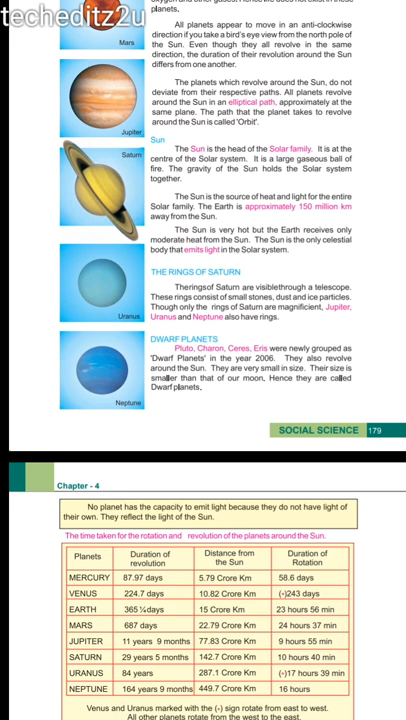 techeditz2u
oxygen and other gases. Hence we does not exist in these
planets.
All planets appear to move in an anti-clockwise
direction if you take a bird's eye view from the north pole of
the Sun. Even though they all revolve in the same
direction, the duration of their revolution around the Sun
differs from one another.
Mars
The planets which revolve around the Sun, do not
deviate from their respective paths. All planets revolve
around the Sun in an elliptical path, approximately at the
same plane. The path that the planet takes to revolve
around the Sun is called 'Orbit'.
Jupiter
Sun
The Sun is the head of the Solar family. It is at the
centre of the Solar system. It is a large gaseous ball of
fire. The gravity of the Sun holds the Solar system
together.
Saturn
The Sun is the source of heat and light for the entire
Solar family. The Earth is approximately 150 million km
away from the Sun.
The Sun is very hot but the Earth receives only
moderate heat from the Sun. The Sun is the only celestial
body that emits light in the Solar system.
THE RINGS OF SATURN
Theringsof Saturn are visiblethrough a telescope.
These rings consist of small stones, dust and ice particles.
Though only the rings of Saturn are magnificient, Jupiter,
Uranus and Neptune also have rings.
Uranus
DWARF PLANETS
Pluto, Charon, Ceres, Eris were newly grouped as
'Dwarf Planets' in the year 2006. They also revolve
around the Sun. They are very small in size. Their size is
smaller than that of our moon, Hence they are called
Dwarf planets.
Neptune
SOCIAL SCIENCE 179
Chapter - 4
No planet has the capacity to emit light because they do not have light of
their own. They reflect the light of the Sun.
The time taken for the rotation and revolution of the planets around the Sun.
Planets Duration of revolution Distance from the Sun Duration of Rotation
MERCURY 87.97 days 5.79 Crore Km 58.6 days
VENUS 224.7 days 10.82 Crore Km (-)243 days
EARTH 365 ¼days 15 Crore Km 23 hours 56 min
MARS 687 days 22.79 Crore Km 24 hours 37 min
JUPITER 11 years 9 months 77.83 Crore Km 9 hours 55 min
SATURN 29 years 5 months 142.7 Crore Km 10 hours 40 min
URANUS 84 years 287.1 Crore Km (-)17 hours 39 min
NEPTUNE 164 years 9 months 449.7 Crore Km 16 hours
Venus and Uranus marked with the (-) sign rotate from east to west.
All other planets rotate from the west to the east.